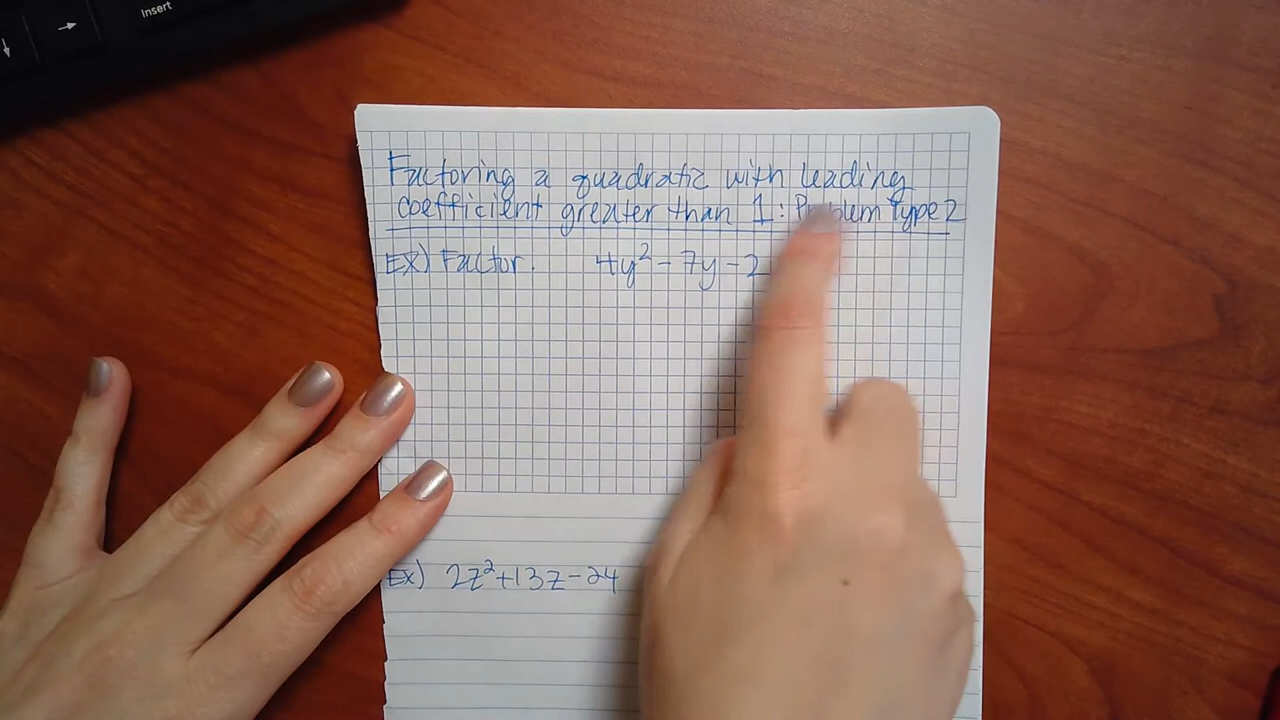 Insert
Factoring a quadratic with leading
coefficient greater than 1: Problem Type 2
Ex) Factor. 4y² - 7y - 2
Ex) 2z²+13z-24